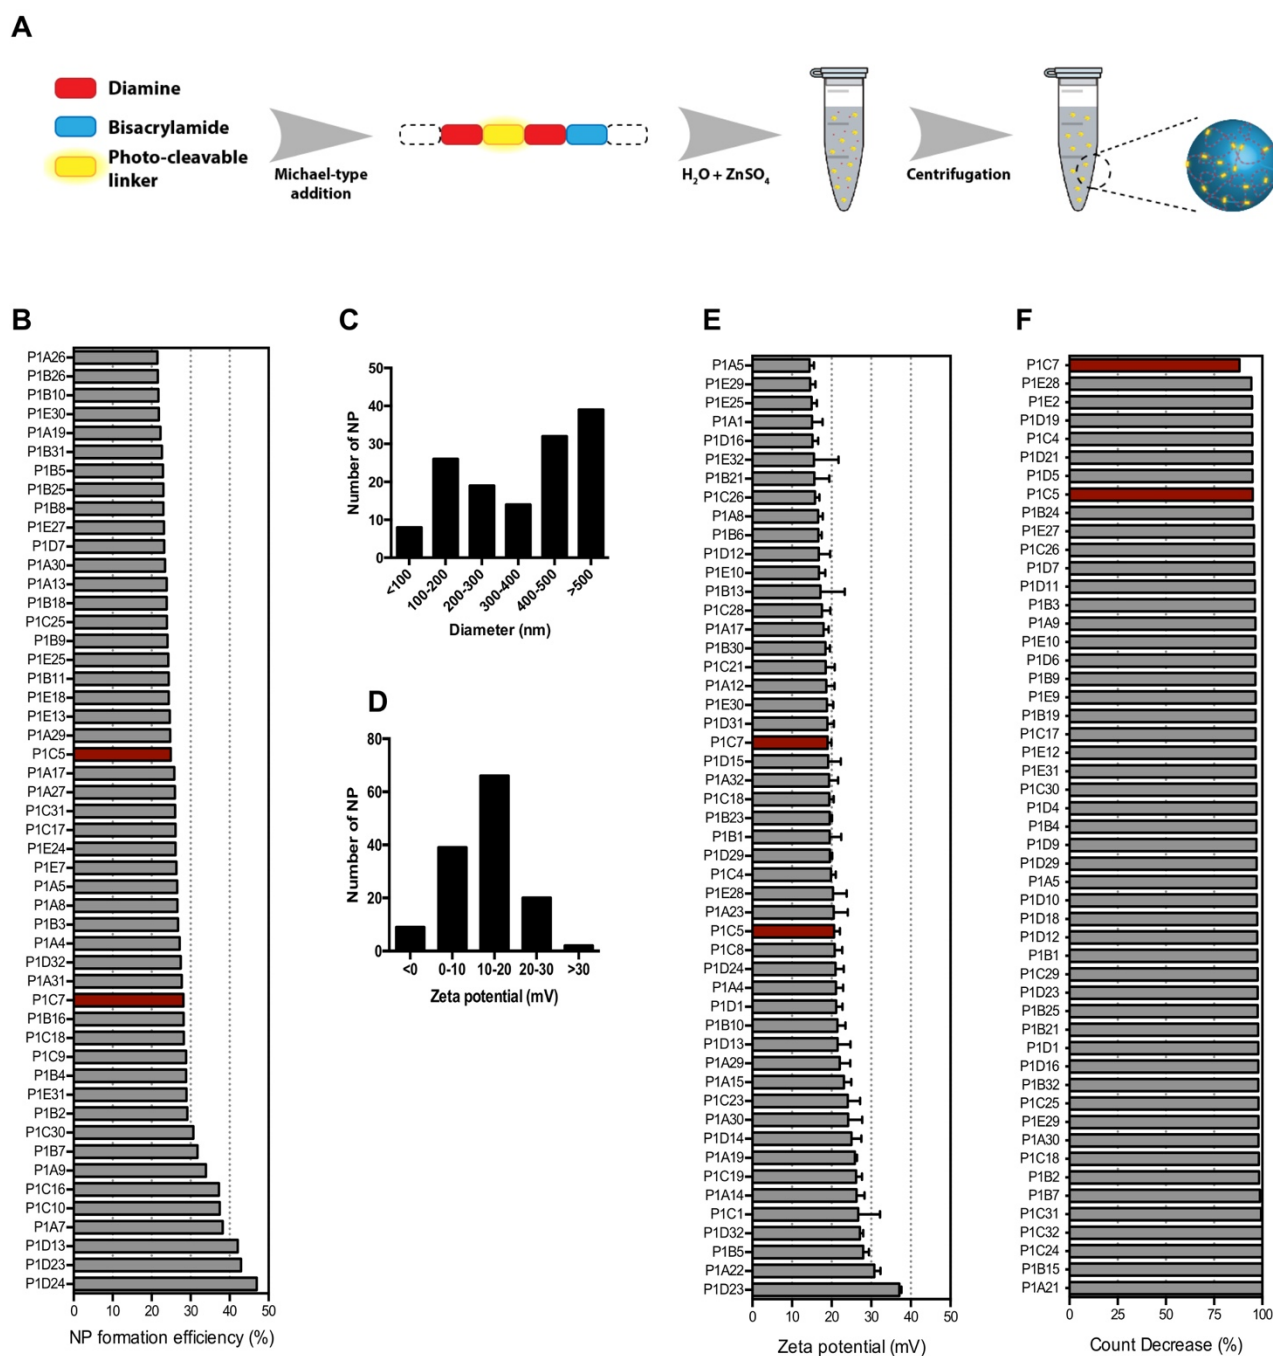 A
Diamine
Bisacrylamide
Photo-cleavable
linker
Michael-type
addition
H₂O + ZnSO₄
Centrifugation
B
P1A26
P1B26
P1B10
P1E30
P1A19
P1B31
P1B5
P1B25
P1B8
P1E27
P1D7
P1A30
P1A13
P1B18
P1C25
P1B9
P1E25
P1B11
P1E18
P1E13
P1A29
P1C5
P1A17
P1A27
P1C31
P1C17
P1E24
P1E7
P1A5
P1A8
P1B3
P1A4
P1D32
P1A31
P1C7
P1B16
P1C18
P1C9
P1B4
P1E31
P1B2
P1C30
P1B7
P1A9
P1C16
P1C10
P1A7
P1D13
P1D23
P1D24
0 10 20 30 40 50
NP formation efficiency (%)
C
Number of NP
50
40
30
20
10
0
<100 100-200 200-300 300-400 400-500 >500
Diameter (nm)
D
Number of NP
80
60
40
20
0
<0 0-10 10-20 20-30 >30
Zeta potential (mV)
E
P1A5
P1E29
P1E25
P1A1
P1D16
P1E32
P1B21
P1C26
P1A8
P1B6
P1D12
P1E10
P1B13
P1C28
P1A17
P1B30
P1C21
P1A12
P1E30
P1D31
P1C7
P1D15
P1A32
P1C18
P1B23
P1B1
P1D29
P1C4
P1E28
P1A23
P1C5
P1C8
P1D24
P1A4
P1D1
P1B10
P1D13
P1A29
P1A15
P1C23
P1A30
P1D14
P1A19
P1C19
P1A14
P1C1
P1D32
P1B5
P1A22
P1D23
0 10 20 30 40 50
Zeta potential (mV)
F
P1C7
P1E28
P1E2
P1D19
P1C4
P1D21
P1D5
P1C5
P1B24
P1E27
P1C26
P1D7
P1D11
P1B3
P1A9
P1E10
P1D6
P1B9
P1E9
P1B19
P1C17
P1E12
P1E31
P1C30
P1D4
P1B4
P1D9
P1D29
P1A5
P1D10
P1D18
P1D12
P1B1
P1C29
P1D23
P1B25
P1B21
P1D1
P1D16
P1B32
P1C25
P1E29
P1A30
P1C18
P1B2
P1B7
P1C31
P1C32
P1C24
P1B15
P1A21
0 25 50 75 100
Count Decrease (%)